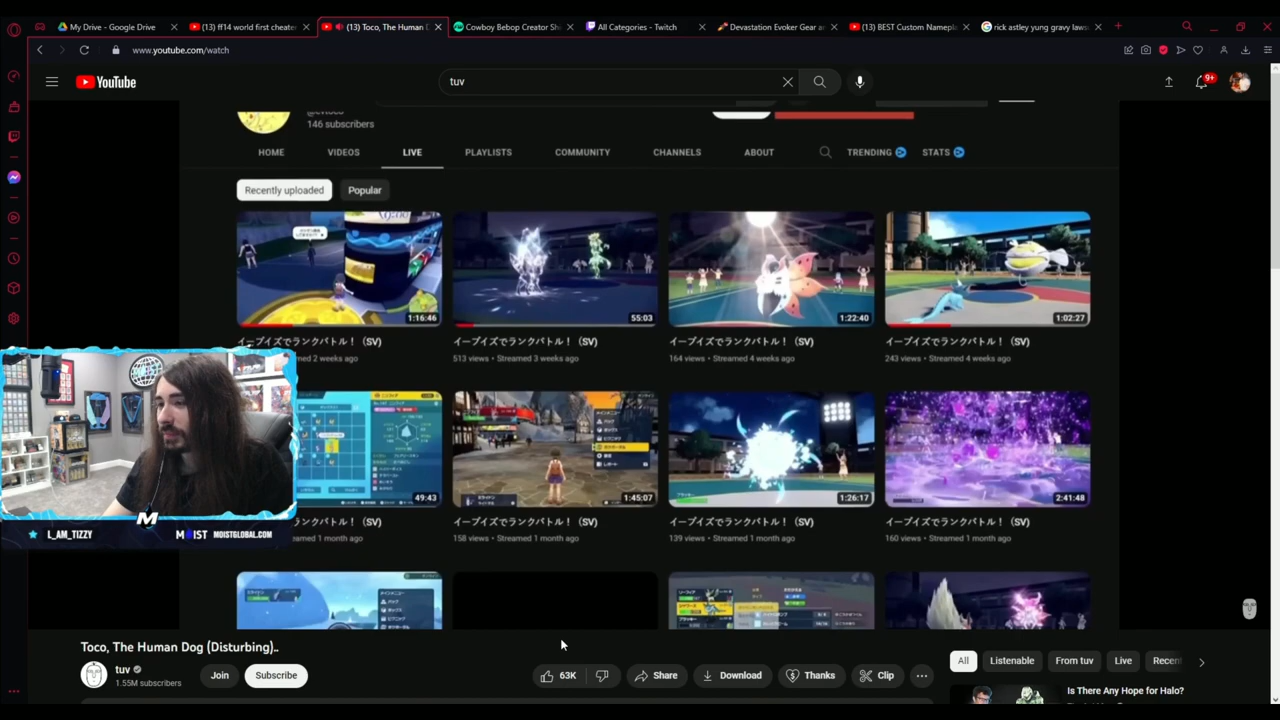 My Drive - Google Drive
(13) ff14 world first cheater
(13) Toco, The Human D
Cowboy Bebop Creator Sh
All Categories - Twitch
Devastation Evoker Gear an
(13) BEST Custom Namepl
rick astley yung gravy laws
www.youtube.com/watch
YouTube
tuv
9+
146 subscribers
HOME VIDEOS LIVE PLAYLISTS COMMUNITY CHANNELS ABOUT TRENDING STATS
Recently uploaded Popular
1:16:46 55:03 1:22:40 1:02:27
イーブイズでランクバトル！（SV） イーブイズでランクバトル！（SV） イーブイズでランクバトル！（SV） イーブイズでランクバトル！（SV）
Streamed 2 weeks ago 513 views • Streamed 3 weeks ago 164 views • Streamed 4 weeks ago 243 views • Streamed 4 weeks ago
49:43 1:45:07 1:26:17 2:41:48
ランクバトル！（SV） イーブイズでランクバトル！（SV） イーブイズでランクバトル！（SV） イーブイズでランクバトル！（SV）
Streamed 1 month ago 158 views • Streamed 1 month ago 139 views • Streamed 1 month ago 160 views • Streamed 1 month ago
M
L_AM_TIZZY MOIST MOISTGLOBAL.COM
Toco, The Human Dog (Disturbing)..
tuv
1.55M subscribers
Join Subscribe 63K Share Download Thanks Clip
All Listenable From tuv Live Recen
Is There Any Hope for Halo?